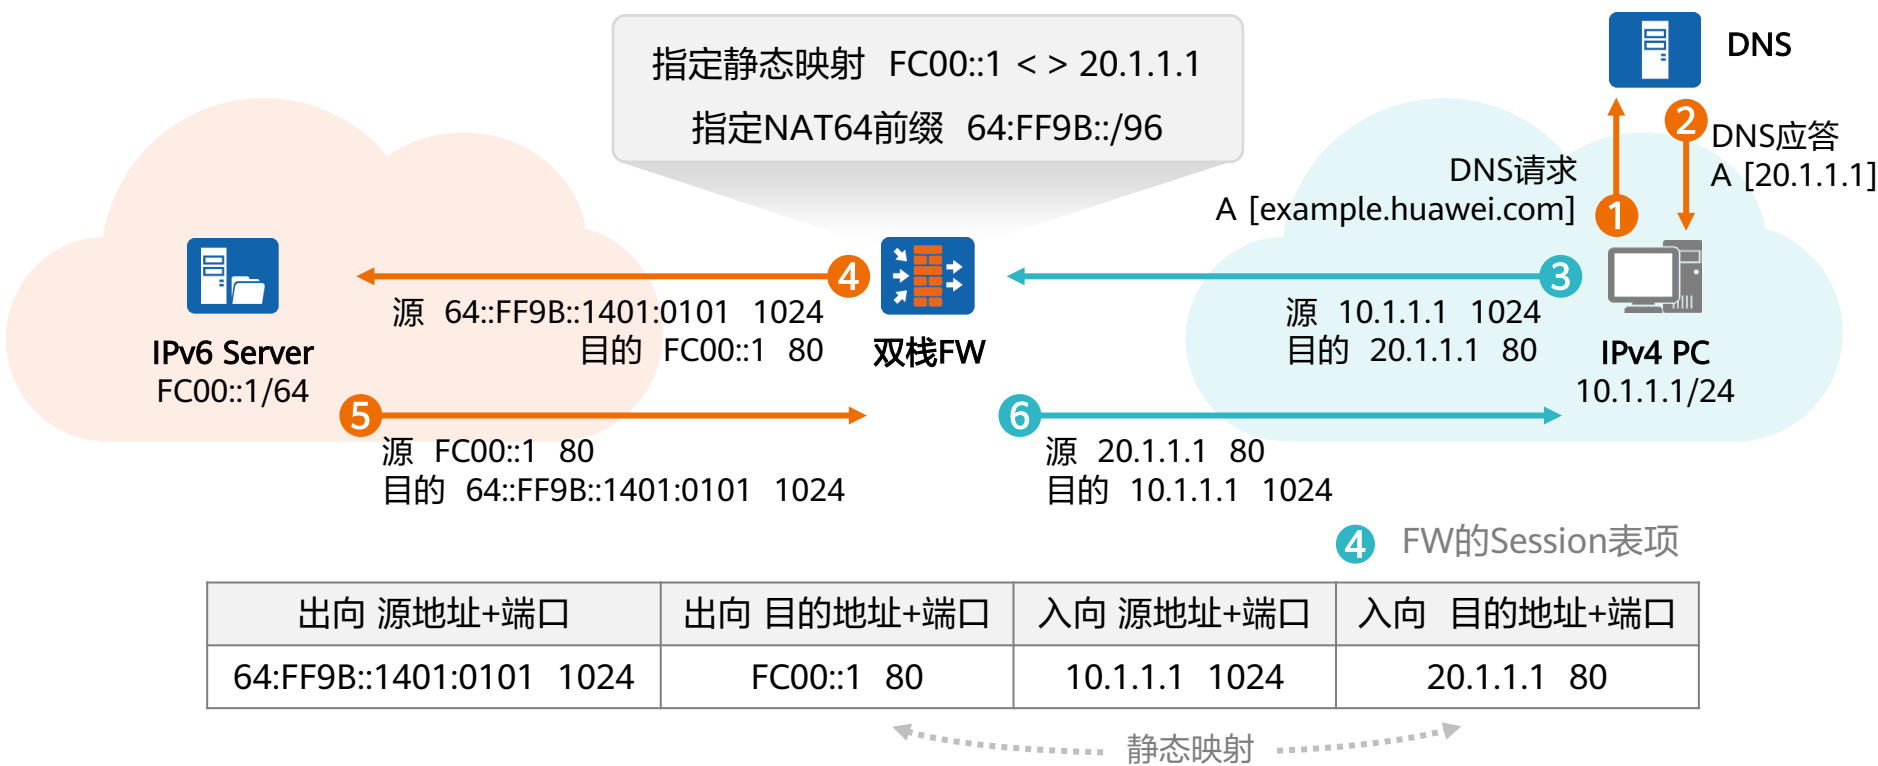 指定静态映射 FC00::1 < > 20.1.1.1
指定NAT64前缀 64:FF9B::/96
DNS
2
DNS应答
A [20.1.1.1]
DNS请求
A [example.huawei.com]
1
4
3
源 64::FF9B::1401:0101 1024
目的 FC00::1 80
源 10.1.1.1 1024
目的 20.1.1.1 80
IPv6 Server
FC00::1/64
双栈FW
IPv4 PC
10.1.1.1/24
5
6
源 FC00::1 80
目的 64::FF9B::1401:0101 1024
源 20.1.1.1 80
目的 10.1.1.1 1024
4 FW的Session表项
出向 源地址+端口 出向 目的地址+端口 入向 源地址+端口 入向 目的地址+端口
64:FF9B::1401:0101 1024 FC00::1 80 10.1.1.1 1024 20.1.1.1 80
静态映射